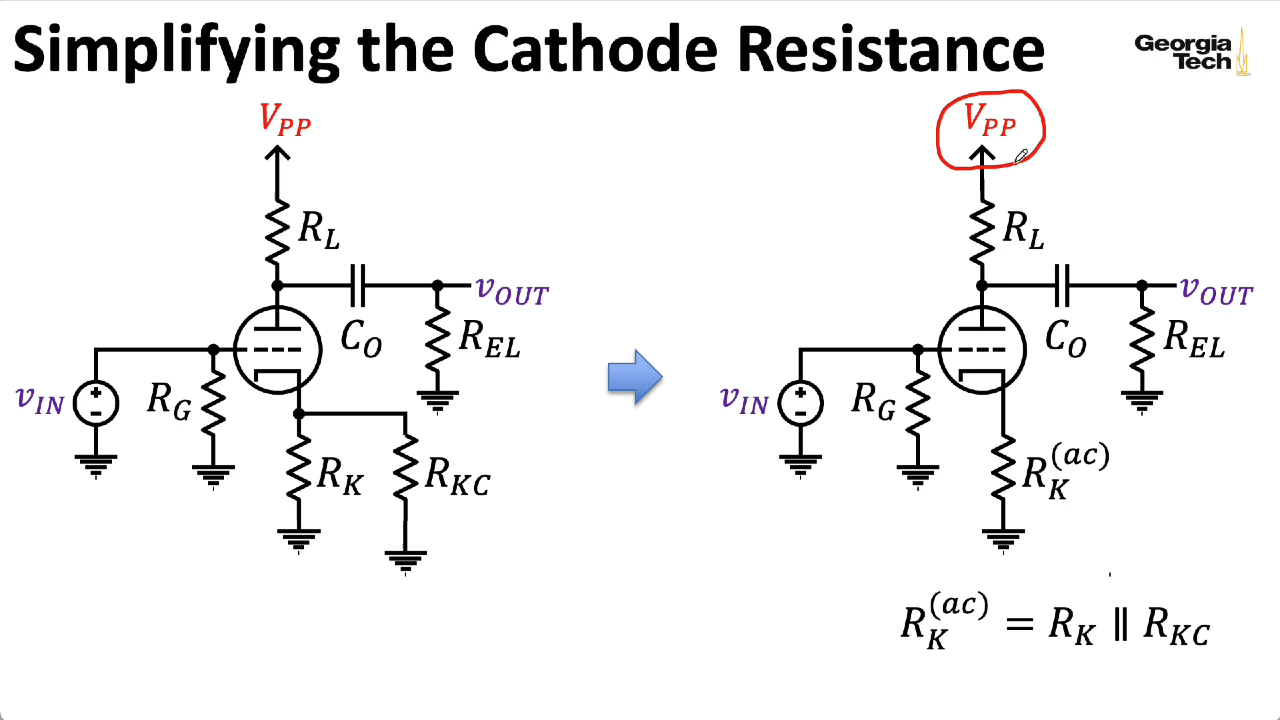 Simplifying the Cathode Resistance
Georgia
Tech
V_PP
R_L
v_OUT
C_O
R_EL
v_IN
R_G
R_K
R_KC
V_PP
R_L
v_OUT
C_O
R_EL
v_IN
R_G
R_K^(ac)
R_K^(ac) = R_K ∥ R_KC